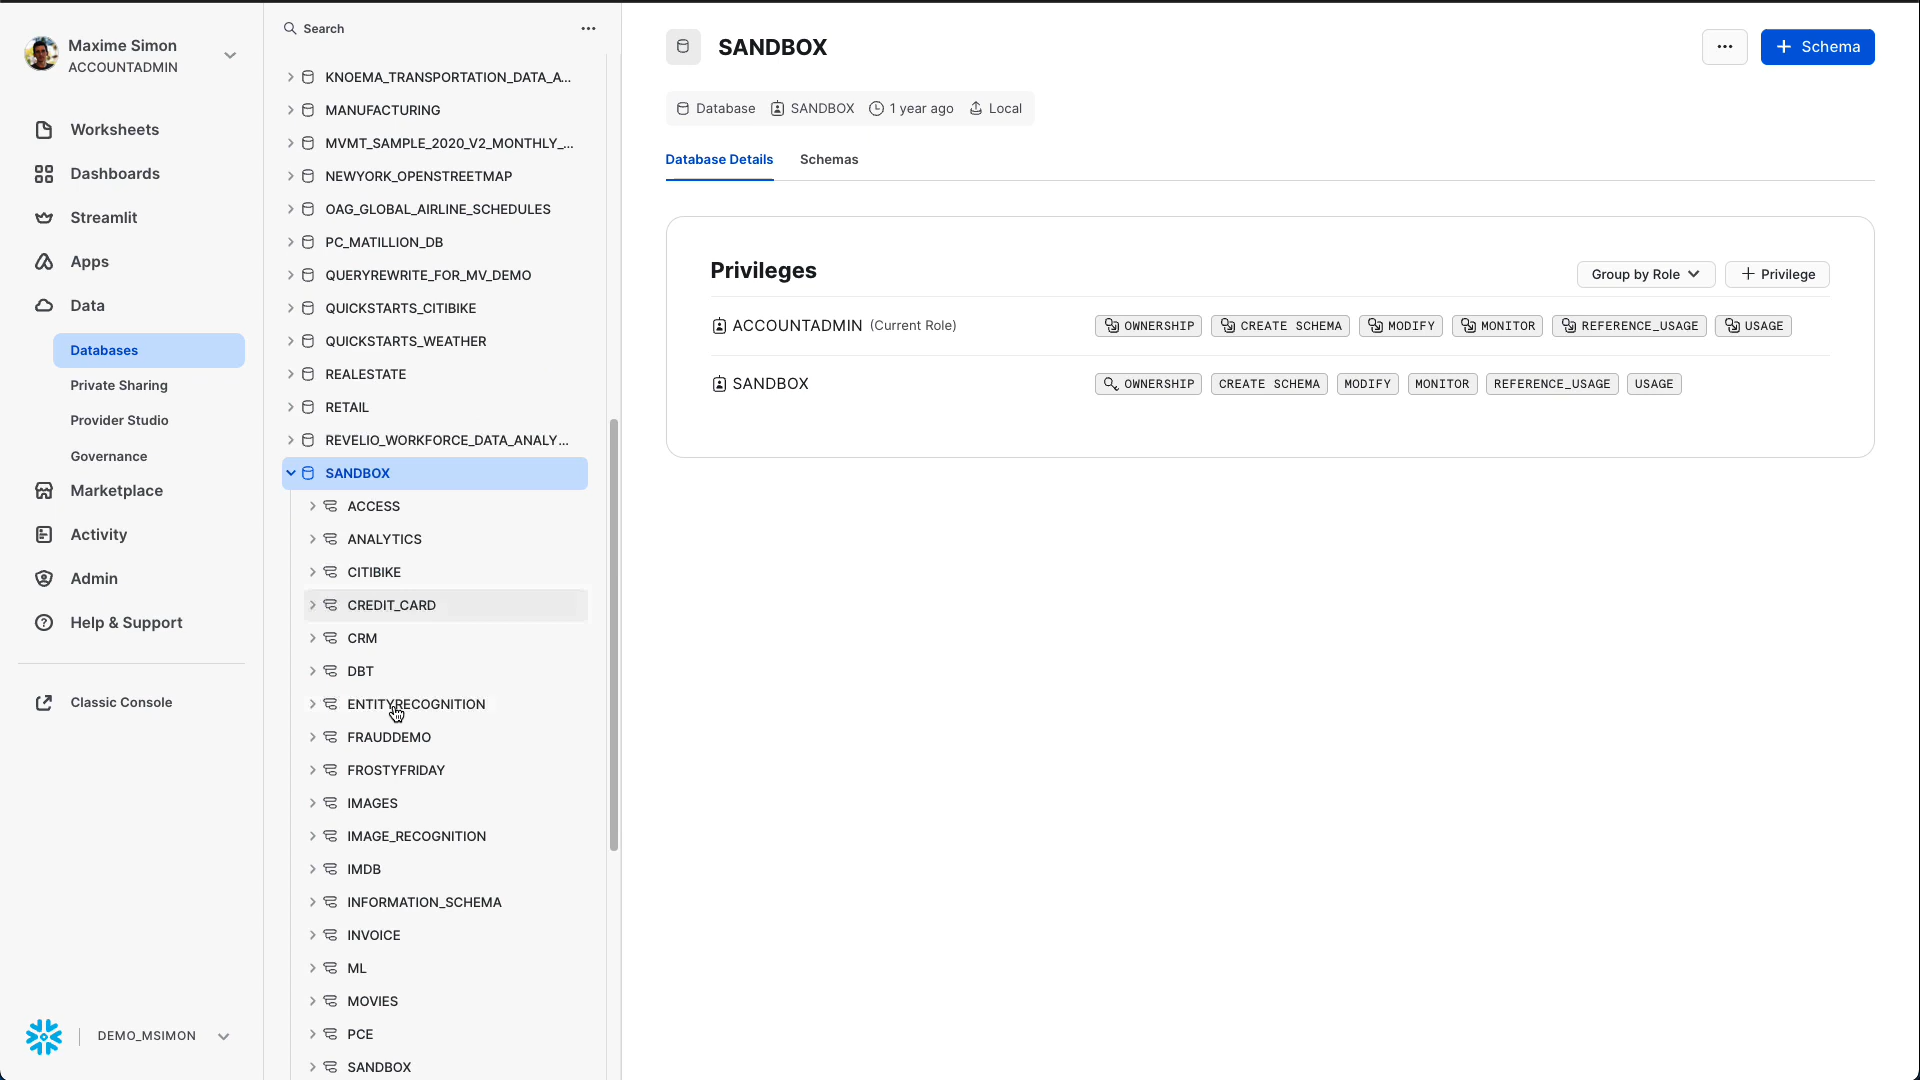 Maxime Simon
ACCOUNTADMIN
Worksheets
Dashboards
Streamlit
Apps
Data
Databases
Private Sharing
Provider Studio
Governance
Marketplace
Activity
Admin
Help & Support
Classic Console
DEMO_MSIMON
Search
KNOEMA_TRANSPORTATION_DATA_A...
MANUFACTURING
MVMT_SAMPLE_2020_V2_MONTHLY_...
NEWYORK_OPENSTREETMAP
OAG_GLOBAL_AIRLINE_SCHEDULES
PC_MATILLION_DB
QUERYREWRITE_FOR_MV_DEMO
QUICKSTARTS_CITIBIKE
QUICKSTARTS_WEATHER
REALESTATE
RETAIL
REVELIO_WORKFORCE_DATA_ANALY...
SANDBOX
ACCESS
ANALYTICS
CITIBIKE
CREDIT_CARD
CRM
DBT
ENTITYRECOGNITION
FRAUDDEMO
FROSTYFRIDAY
IMAGES
IMAGE_RECOGNITION
IMDB
INFORMATION_SCHEMA
INVOICE
ML
MOVIES
PCE
SANDBOX
SANDBOX
... + Schema
Database SANDBOX 1 year ago Local
Database Details Schemas
Privileges
Group by Role + Privilege
ACCOUNTADMIN (Current Role) OWNERSHIP CREATE SCHEMA MODIFY MONITOR REFERENCE_USAGE USAGE
SANDBOX OWNERSHIP CREATE SCHEMA MODIFY MONITOR REFERENCE_USAGE USAGE